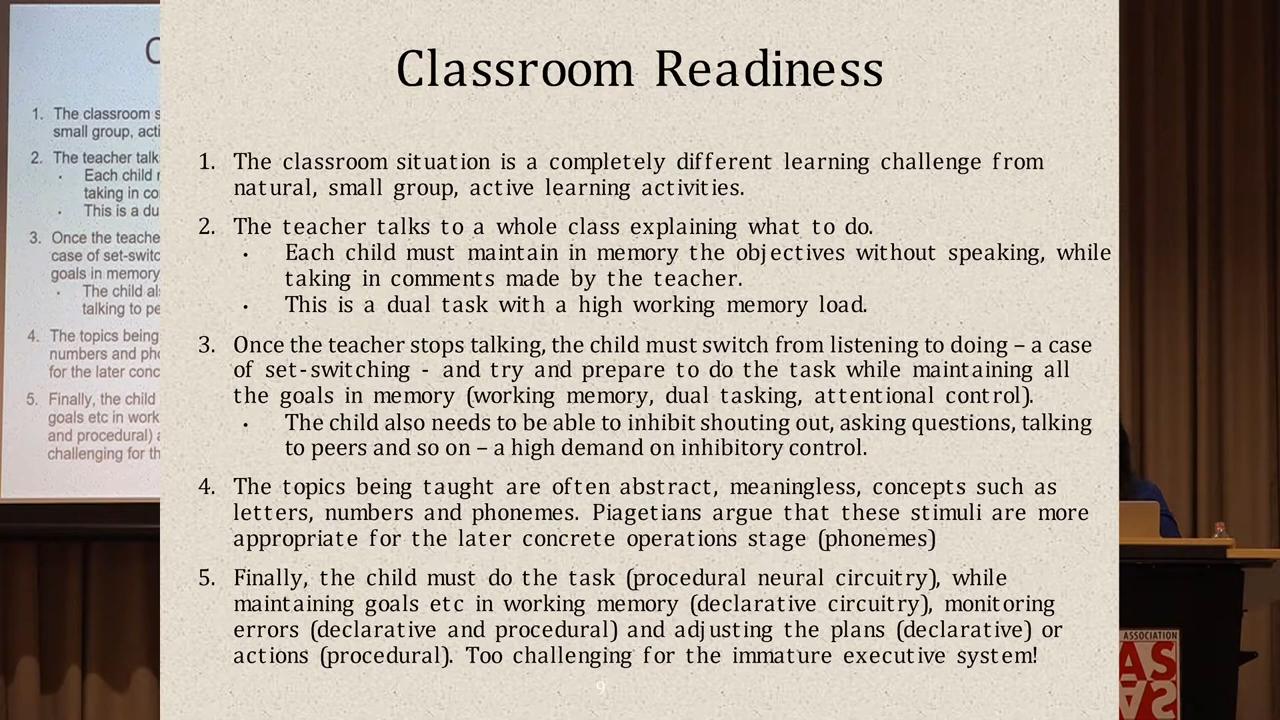 Classroom Readiness
1. The classroom situation is a completely different learning challenge from
natural, small group, active learning activities.
2. The teacher talks to a whole class explaining what to do.
• Each child must maintain in memory the objectives without speaking, while
taking in comments made by the teacher.
• This is a dual task with a high working memory load.
3. Once the teacher stops talking, the child must switch from listening to doing – a case
of set-switching - and try and prepare to do the task while maintaining all
the goals in memory (working memory, dual tasking, attentional control).
• The child also needs to be able to inhibit shouting out, asking questions, talking
to peers and so on – a high demand on inhibitory control.
4. The topics being taught are often abstract, meaningless, concepts such as
letters, numbers and phonemes. Piagetians argue that these stimuli are more
appropriate for the later concrete operations stage (phonemes)
5. Finally, the child must do the task (procedural neural circuitry), while
maintaining goals etc in working memory (declarative circuitry), monitoring
errors (declarative and procedural) and adjusting the plans (declarative) or
actions (procedural). Too challenging for the immature executive system!
9
C
1. The classroom s
small group, acti
2. The teacher talk
• Each child
taking in co
• This is a du
3. Once the teache
case of set-switc
goals in memory
• The child al
talking to pe
4. The topics being
numbers and pho
for the later conc
5. Finally, the child
goals etc in work
and procedural) a
challenging for th
ASSOCIATION
AS